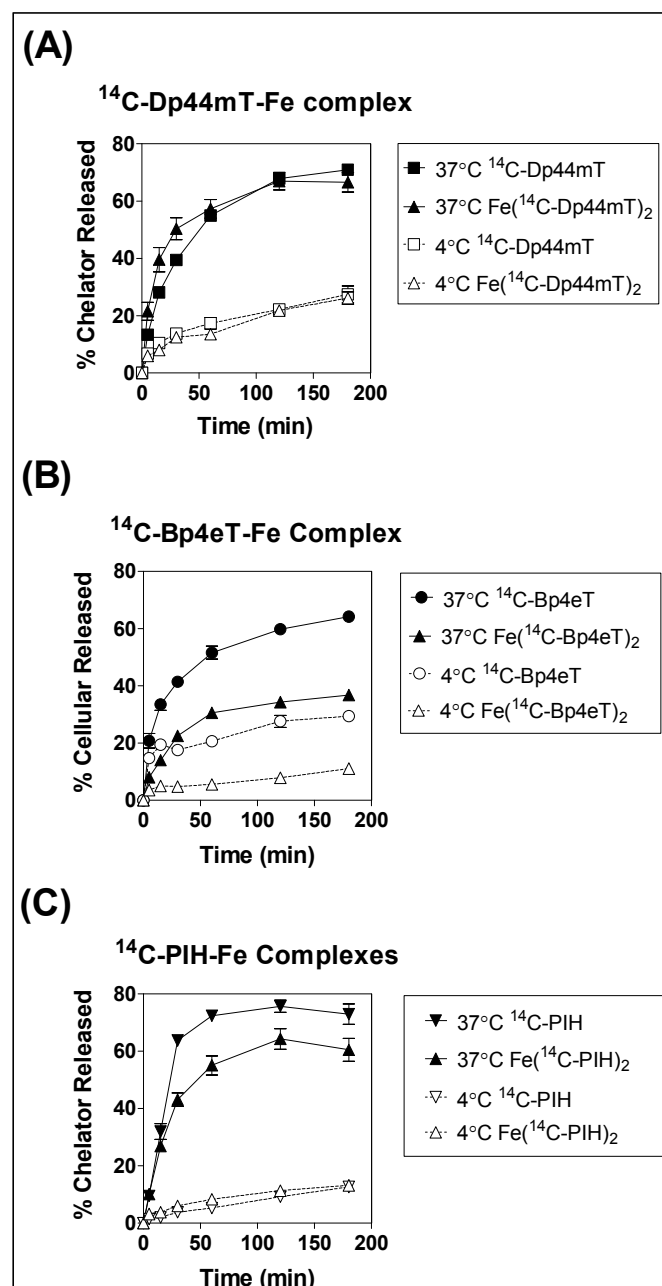 (A)
¹⁴C-Dp44mT-Fe complex
% Chelator Released
80
60
40
20
0
0 50 100 150 200
Time (min)
37°C ¹⁴C-Dp44mT
37°C Fe(¹⁴C-Dp44mT)₂
4°C ¹⁴C-Dp44mT
4°C Fe(¹⁴C-Dp44mT)₂
(B)
¹⁴C-Bp4eT-Fe Complex
% Cellular Released
80
60
40
20
0
0 50 100 150 200
Time (min)
37°C ¹⁴C-Bp4eT
37°C Fe(¹⁴C-Bp4eT)₂
4°C ¹⁴C-Bp4eT
4°C Fe(¹⁴C-Bp4eT)₂
(C)
¹⁴C-PIH-Fe Complexes
% Chelator Released
80
60
40
20
0
0 50 100 150 200
Time (min)
37°C ¹⁴C-PIH
37°C Fe(¹⁴C-PIH)₂
4°C ¹⁴C-PIH
4°C Fe(¹⁴C-PIH)₂